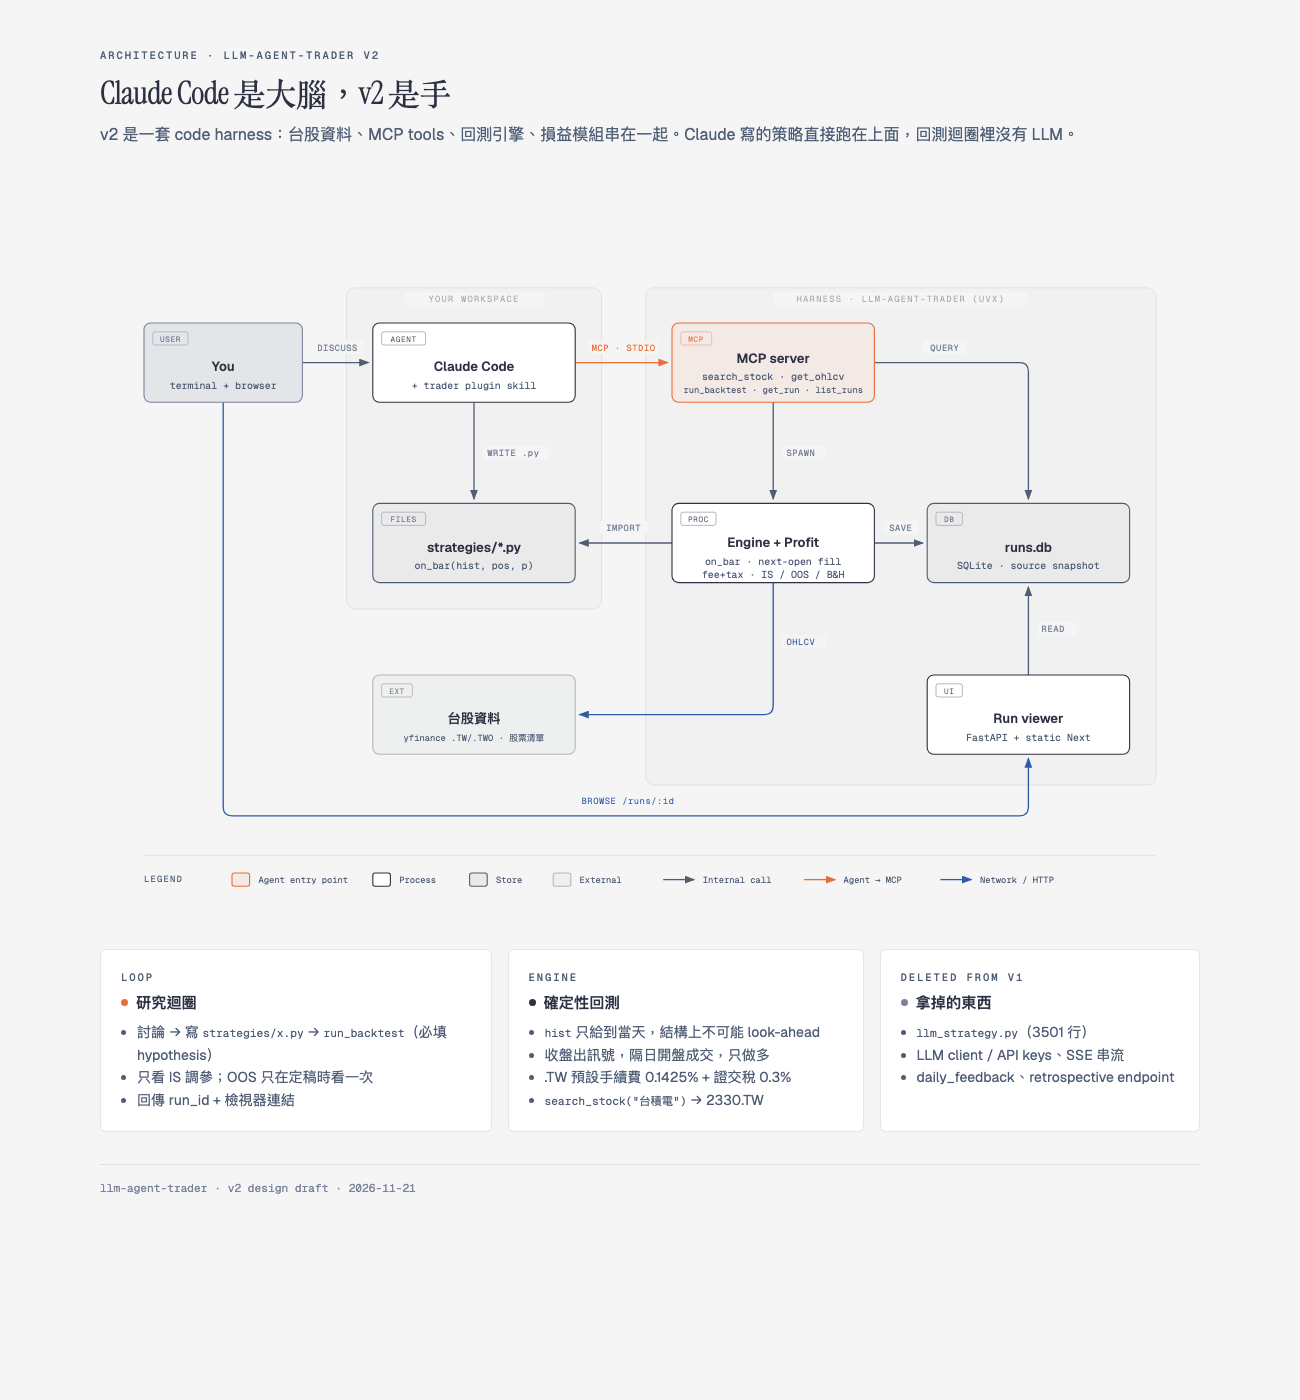 ARCHITECTURE · LLM-AGENT-TRADER V2
Claude Code 是大腦，v2 是手
v2 是一套 code harness：台股資料、MCP tools、回測引擎、損益模組串在一起。Claude 寫的策略直接跑在上面，回測迴圈裡沒有 LLM。
YOUR WORKSPACE
HARNESS · LLM-AGENT-TRADER (UVX)
USER
You
terminal + browser
DISCUSS
AGENT
Claude Code
+ trader plugin skill
MCP · STDIO
MCP
MCP server
search_stock · get_ohlcv
run_backtest · get_run · list_runs
QUERY
WRITE .py
SPAWN
FILES
strategies/*.py
on_bar(hist, pos, p)
IMPORT
PROC
Engine + Profit
on_bar · next-open fill
fee+tax · IS / OOS / B&H
SAVE
DB
runs.db
SQLite · source snapshot
OHLCV
READ
EXT
台股資料
yfinance .TW/.TWO · 股票清單
UI
Run viewer
FastAPI + static Next
BROWSE /runs/:id
LEGEND
Agent entry point
Process
Store
External
Internal call
Agent → MCP
Network / HTTP
LOOP
研究迴圈
討論 → 寫 strategies/x.py → run_backtest（必填
hypothesis）
只看 IS 調參；OOS 只在定稿時看一次
回傳 run_id + 檢視器連結
ENGINE
確定性回測
hist 只給到當天，結構上不可能 look-ahead
收盤出訊號，隔日開盤成交，只做多
.TW 預設手續費 0.1425% + 證交稅 0.3%
search_stock("台積電") → 2330.TW
DELETED FROM V1
拿掉的東西
llm_strategy.py（3501 行）
LLM client / API keys、SSE 串流
daily_feedback、retrospective endpoint
llm-agent-trader · v2 design draft · 2026-11-21